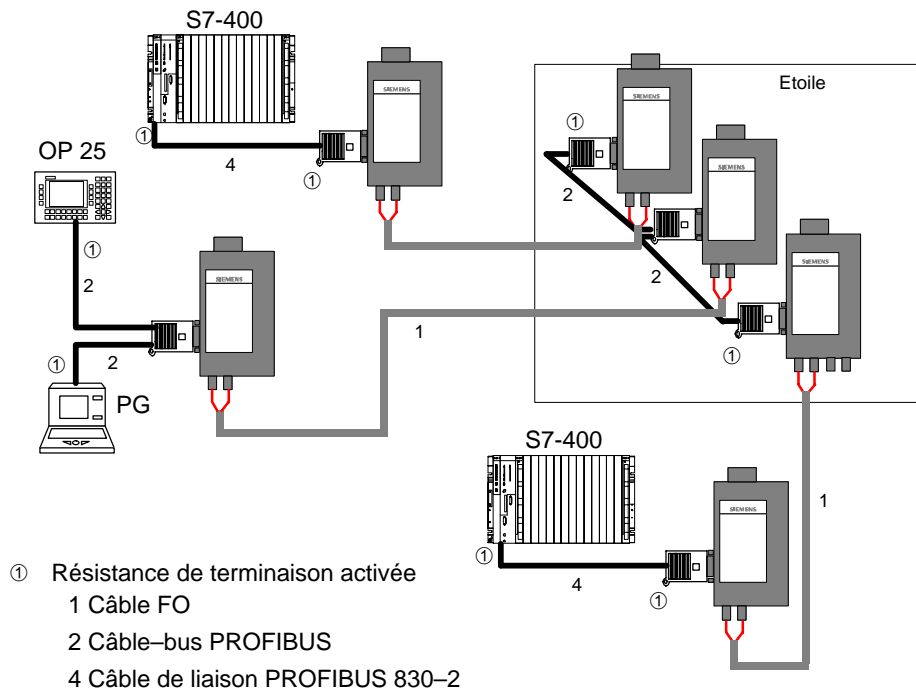 S7-400
SIEMENS
SIEMENS
Etoile
①
①
4
①
OP 25
2
SIEMENS
①
SIEMENS
2
2
SIEMENS
1
①
①
2
PG
S7-400
SIEMENS
1
①
4
①
① Résistance de terminaison activée
1 Câble FO
2 Câble–bus PROFIBUS
4 Câble de liaison PROFIBUS 830–2